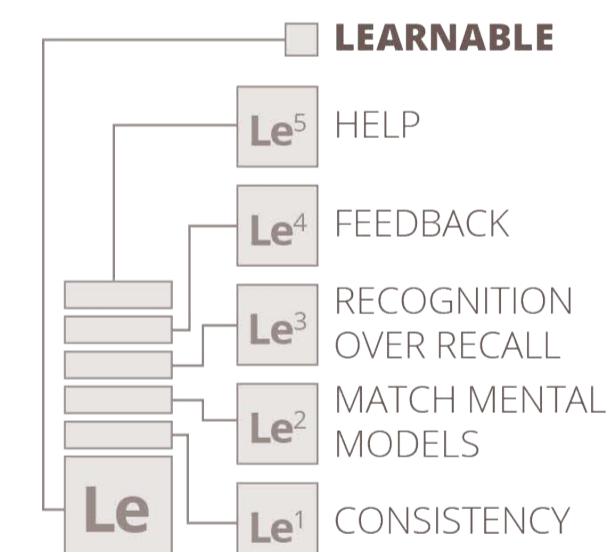 LEARNABLE
Le⁵ HELP
Le⁴ FEEDBACK
Le³ RECOGNITION
OVER RECALL
Le² MATCH MENTAL
MODELS
Le
Le¹ CONSISTENCY